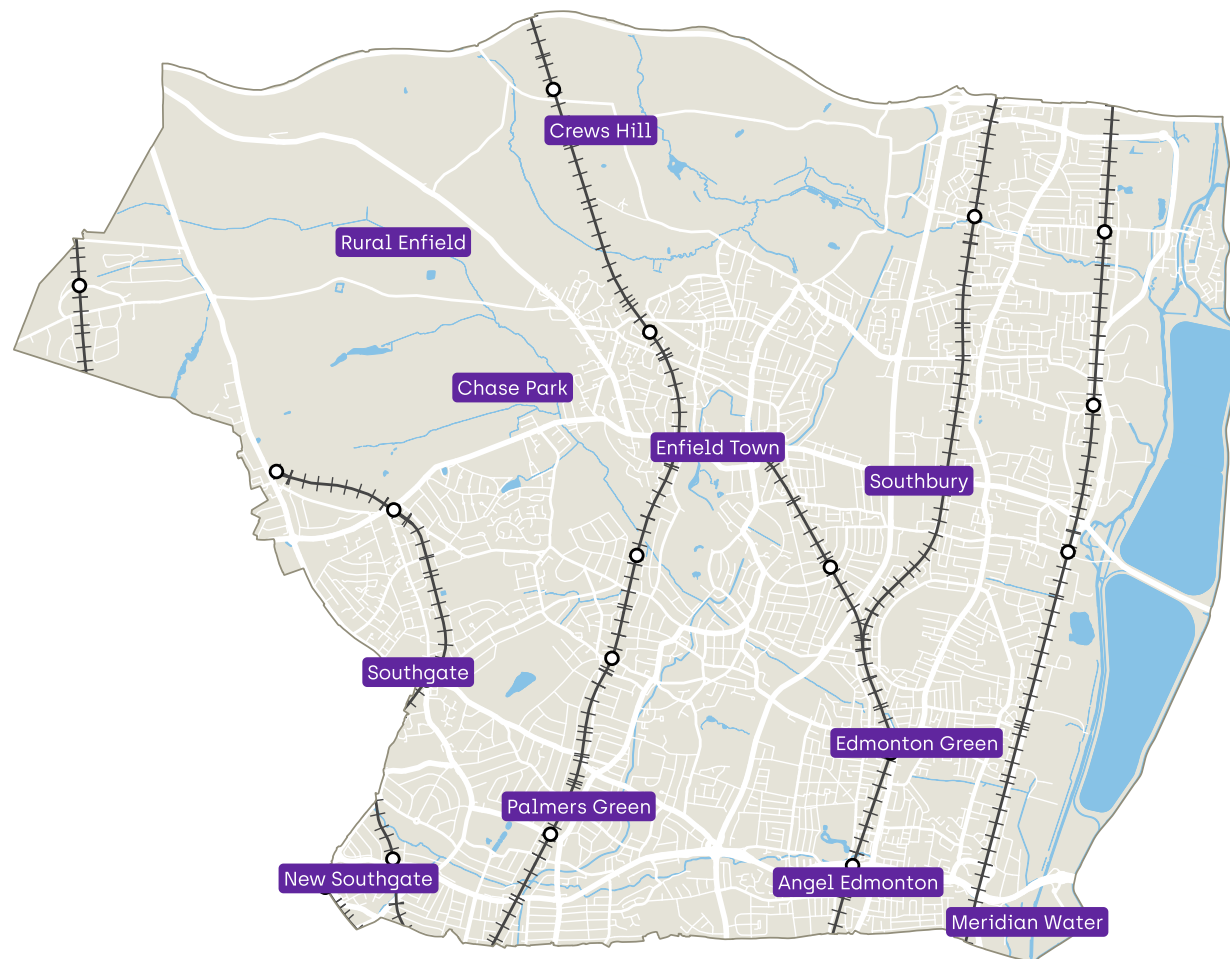 Crews Hill
Rural Enfield
Chase Park
Enfield Town
Southbury
Southgate
Edmonton Green
Palmers Green
New Southgate
Angel Edmonton
Meridian Water